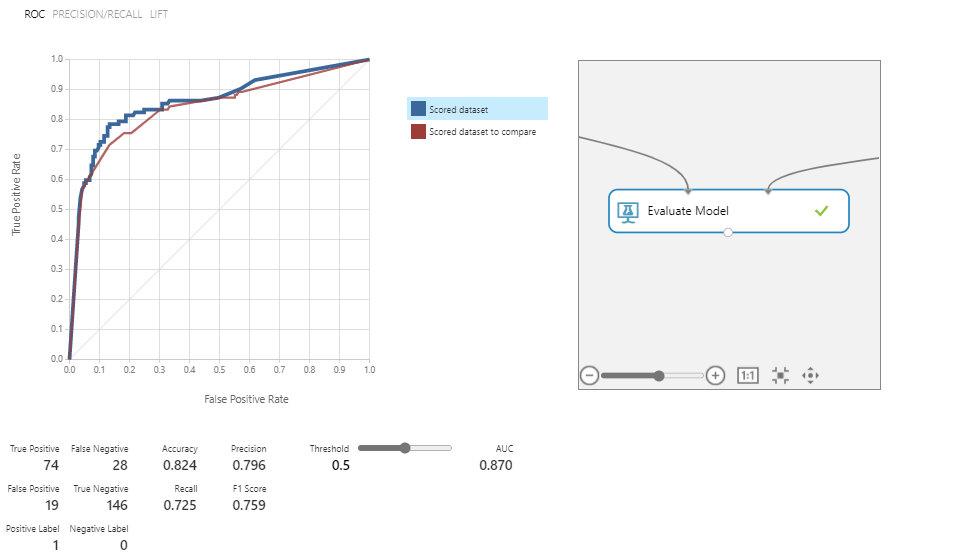 ROC PRECISION/RECALL LIFT
1.0
0.9
0.8
0.7
0.6
0.5
0.4
0.3
0.2
0.1
0.0
True Positive Rate
0.0 0.1 0.2 0.3 0.4 0.5 0.6 0.7 0.8 0.9 1.0
False Positive Rate
Scored dataset
Scored dataset to compare
Evaluate Model
1:1
True Positive False Negative Accuracy Precision Threshold AUC
74 28 0.824 0.796 0.5 0.870
False Positive True Negative Recall F1 Score
19 146 0.725 0.759
Positive Label Negative Label
1 0